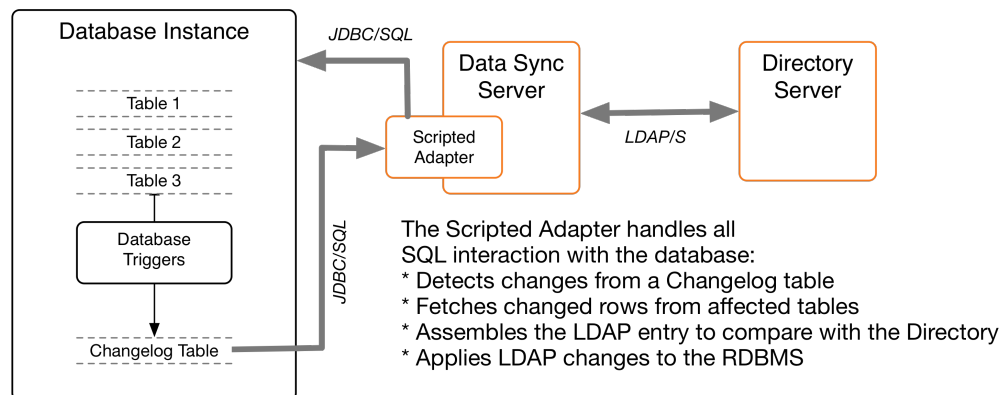 Database Instance
Table 1
Table 2
Table 3
Database
Triggers
Changelog Table
JDBC/SQL
JDBC/SQL
Data Sync
Server
Scripted
Adapter
LDAP/S
Directory
Server
The Scripted Adapter handles all
SQL interaction with the database:
* Detects changes from a Changelog table
* Fetches changed rows from affected tables
* Assembles the LDAP entry to compare with the Directory
* Applies LDAP changes to the RDBMS